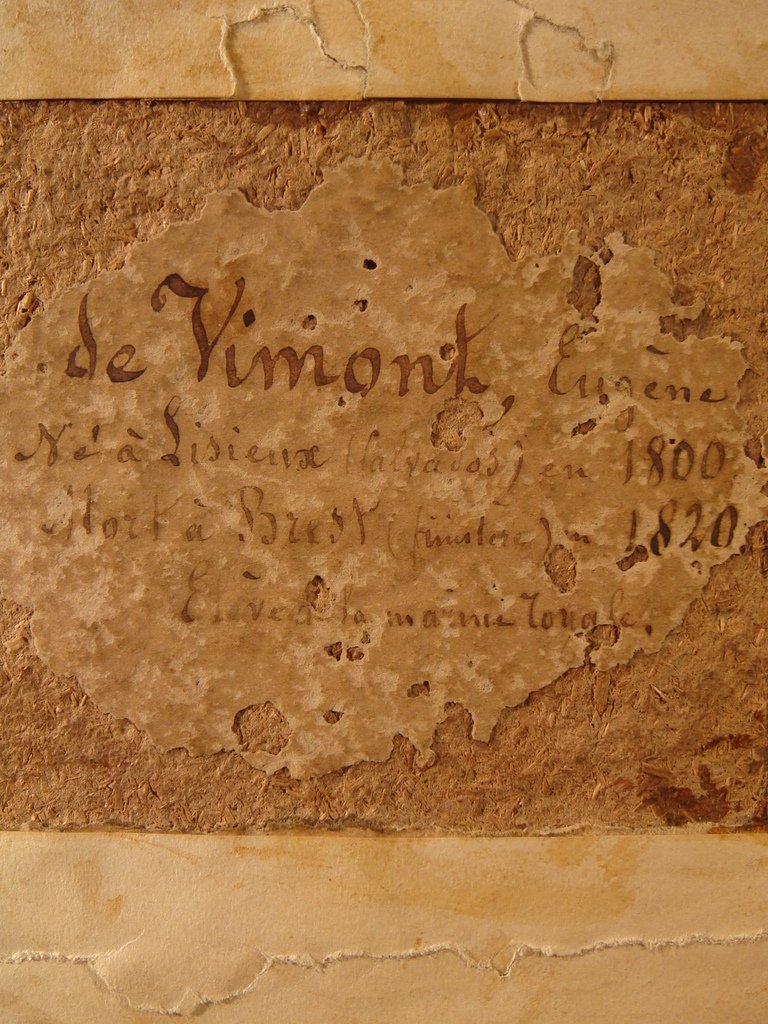 de Vimont, Eugène
Né à Lisieux (Calvados) en 1800
Mort à Brest (finistère) en 1820
Elève de la marine royale.